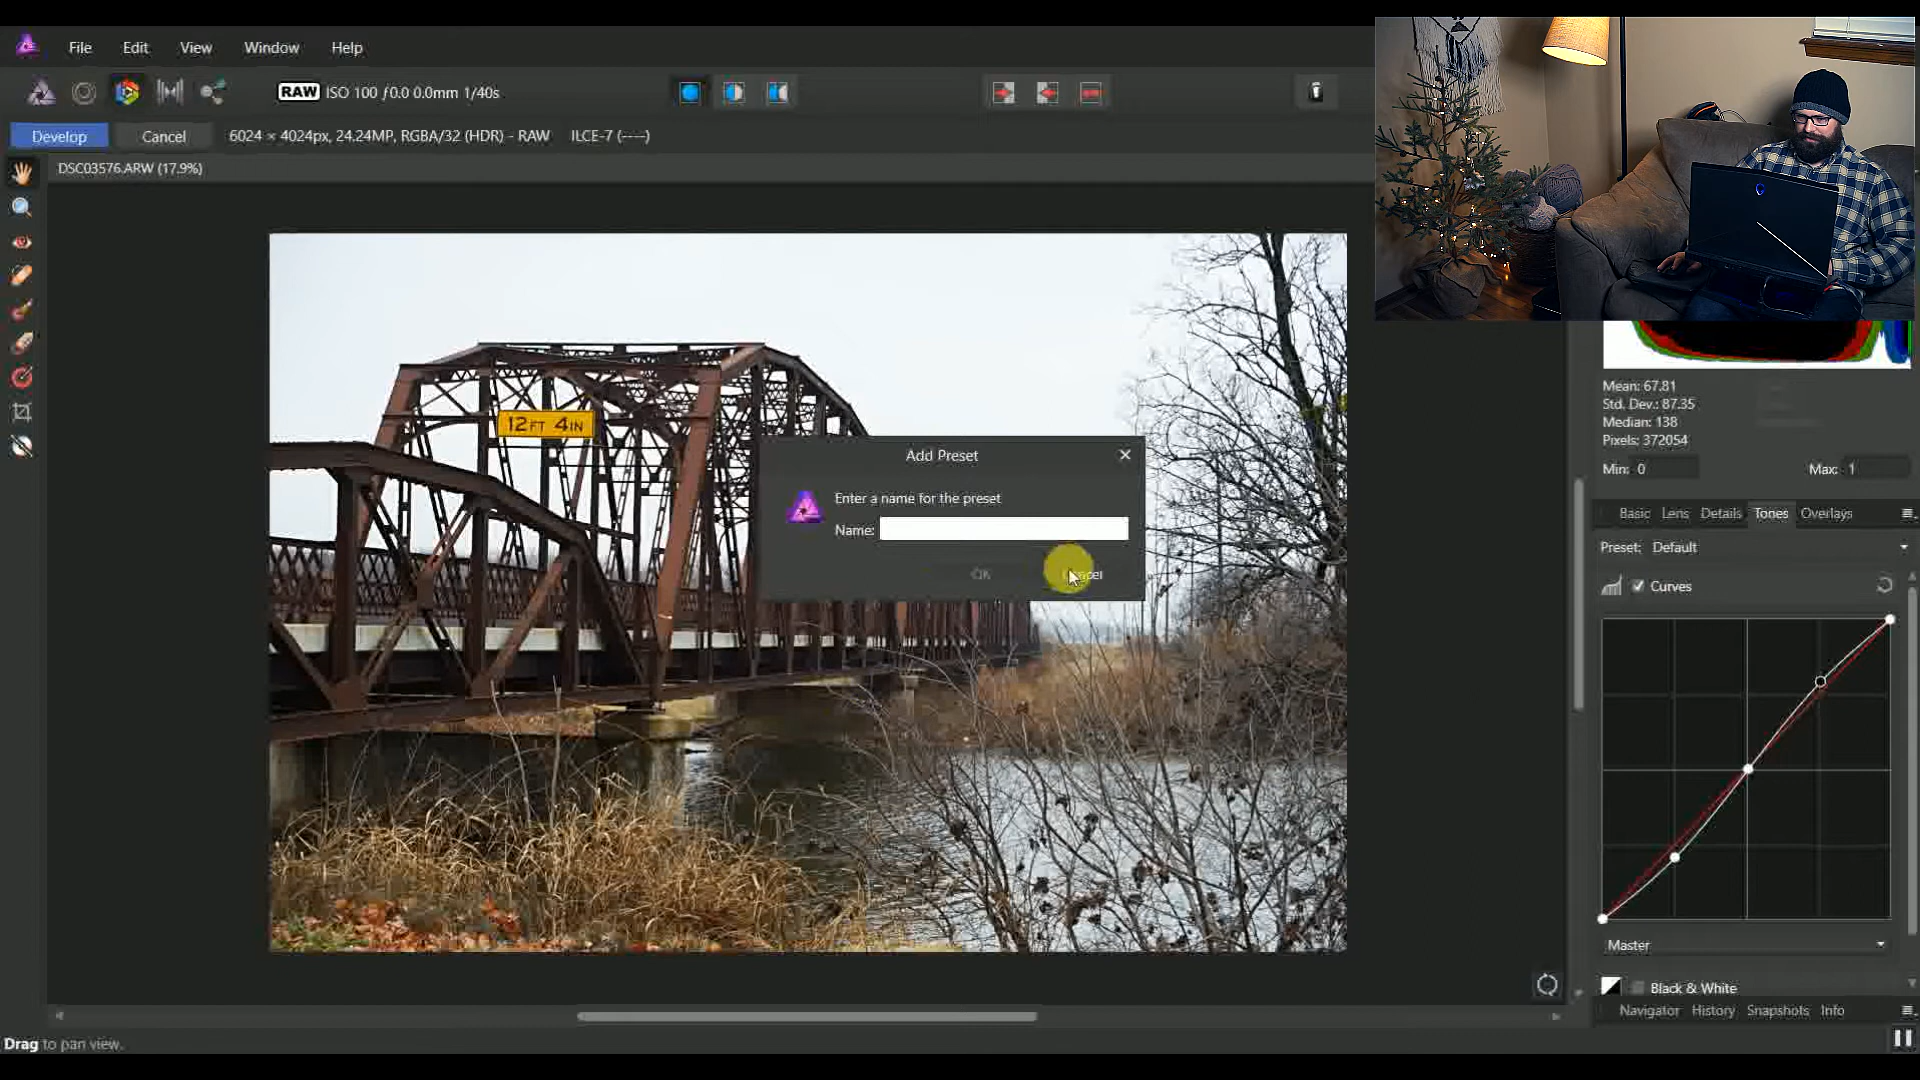 File Edit View Window Help
RAW ISO 100 ƒ0.0 0.0mm 1/40s
Develop Cancel 6024 × 4024px, 24.24MP, RGBA/32 (HDR) - RAW ILCE-7 (----)
DSC03576.ARW (17.9%)
12FT 4IN
Add Preset
Enter a name for the preset
Name:
OK Cancel
Mean: 67.81
Std. Dev.: 87.35
Median: 138
Pixels: 372054
Min: 0 Max: 1
Basic Lens Details Tones Overlays
Preset: Default
Curves
Master
Black & White
Navigator History Snapshots Info
Drag to pan view.